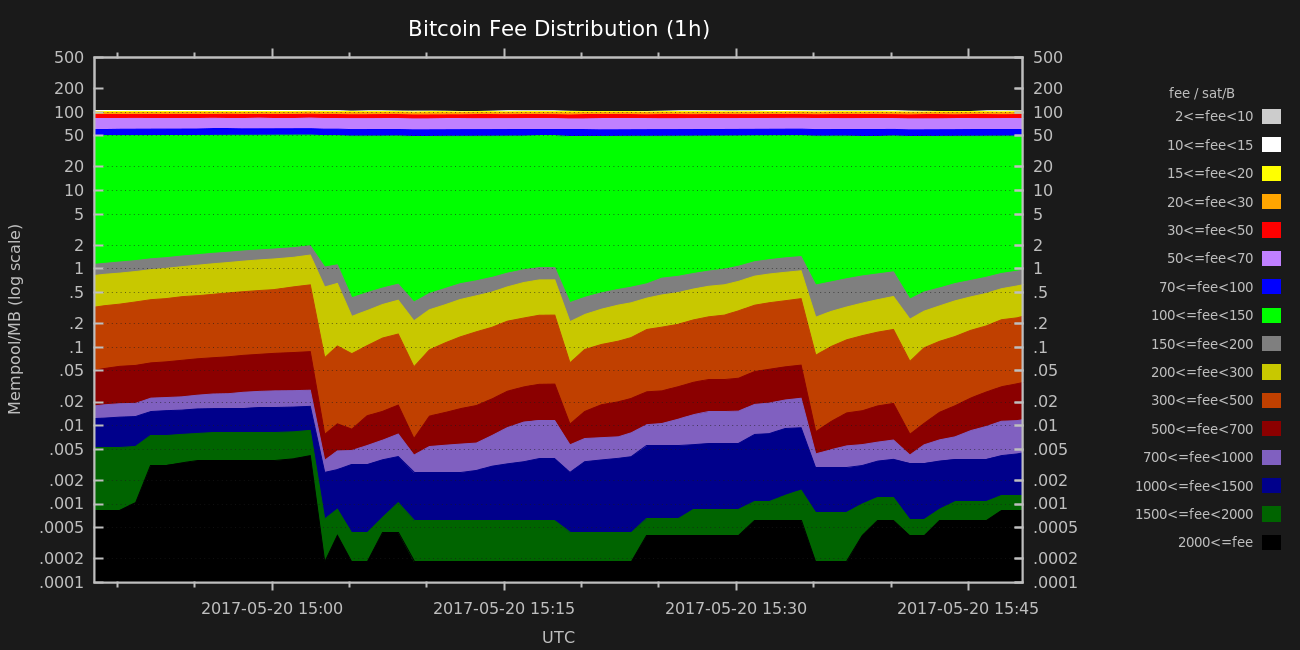 Bitcoin Fee Distribution (1h)
Mempool/MB (log scale)
500
200
100
50
20
10
5
2
1
.5
.2
.1
.05
.02
.01
.005
.002
.001
.0005
.0002
.0001
500
200
100
50
20
10
5
2
1
.5
.2
.1
.05
.02
.01
.005
.002
.001
.0005
.0002
.0001
2017-05-20 15:00 2017-05-20 15:15 2017-05-20 15:30 2017-05-20 15:45
UTC
fee / sat/B
2<=fee<10
10<=fee<15
15<=fee<20
20<=fee<30
30<=fee<50
50<=fee<70
70<=fee<100
100<=fee<150
150<=fee<200
200<=fee<300
300<=fee<500
500<=fee<700
700<=fee<1000
1000<=fee<1500
1500<=fee<2000
2000<=fee